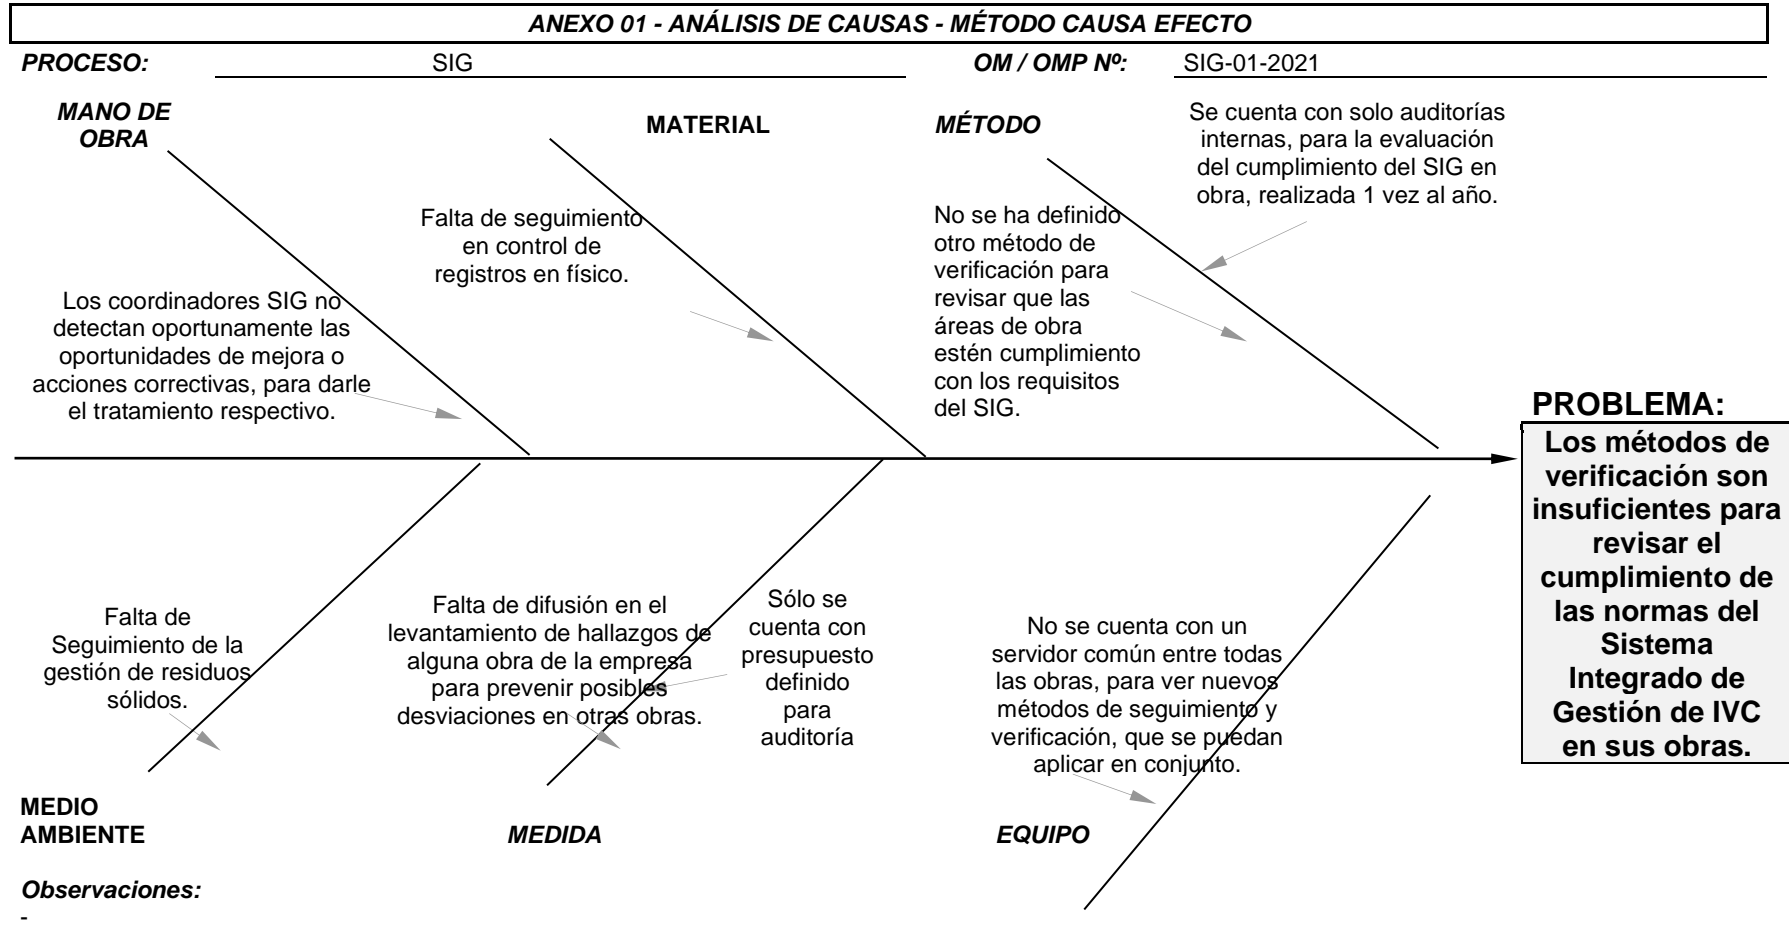 ANEXO 01 - ANÁLISIS DE CAUSAS - MÉTODO CAUSA EFECTO
PROCESO: SIG OM / OMP Nº: SIG-01-2021
MANO DE
OBRA
MATERIAL
MÉTODO
Se cuenta con solo auditorías
internas, para la evaluación
del cumplimiento del SIG en
obra, realizada 1 vez al año.
Falta de seguimiento
en control de
registros en físico.
No se ha definido
otro método de
verificación para
revisar que las
áreas de obra
estén cumplimiento
con los requisitos
del SIG.
Los coordinadores SIG no
detectan oportunamente las
oportunidades de mejora o
acciones correctivas, para darle
el tratamiento respectivo.
PROBLEMA:
Los métodos de
verificación son
insuficientes para
revisar el
cumplimiento de
las normas del
Sistema
Integrado de
Gestión de IVC
en sus obras.
Falta de
Seguimiento de la
gestión de residuos
sólidos.
Falta de difusión en el
levantamiento de hallazgos de
alguna obra de la empresa
para prevenir posibles
desviaciones en otras obras.
Sólo se
cuenta con
presupuesto
definido
para
auditoría
No se cuenta con un
servidor común entre todas
las obras, para ver nuevos
métodos de seguimiento y
verificación, que se puedan
aplicar en conjunto.
MEDIO
AMBIENTE
MEDIDA
EQUIPO
Observaciones:
-